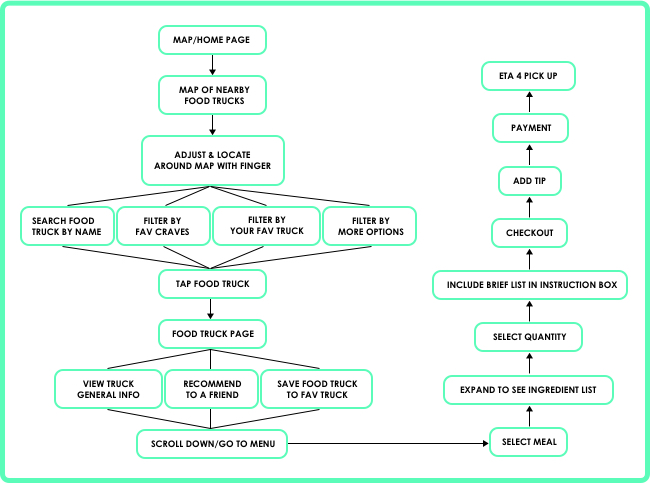 MAP/HOME PAGE
MAP OF NEARBY
FOOD TRUCKS
ADJUST & LOCATE
AROUND MAP WITH FINGER
SEARCH FOOD
TRUCK BY NAME
FILTER BY
FAV CRAVES
FILTER BY
YOUR FAV TRUCK
FILTER BY
MORE OPTIONS
TAP FOOD TRUCK
FOOD TRUCK PAGE
VIEW TRUCK
GENERAL INFO
RECOMMEND
TO A FRIEND
SAVE FOOD TRUCK
TO FAV TRUCK
SCROLL DOWN/GO TO MENU
SELECT MEAL
EXPAND TO SEE INGREDIENT LIST
SELECT QUANTITY
INCLUDE BRIEF LIST IN INSTRUCTION BOX
CHECKOUT
ADD TIP
PAYMENT
ETA 4 PICK UP